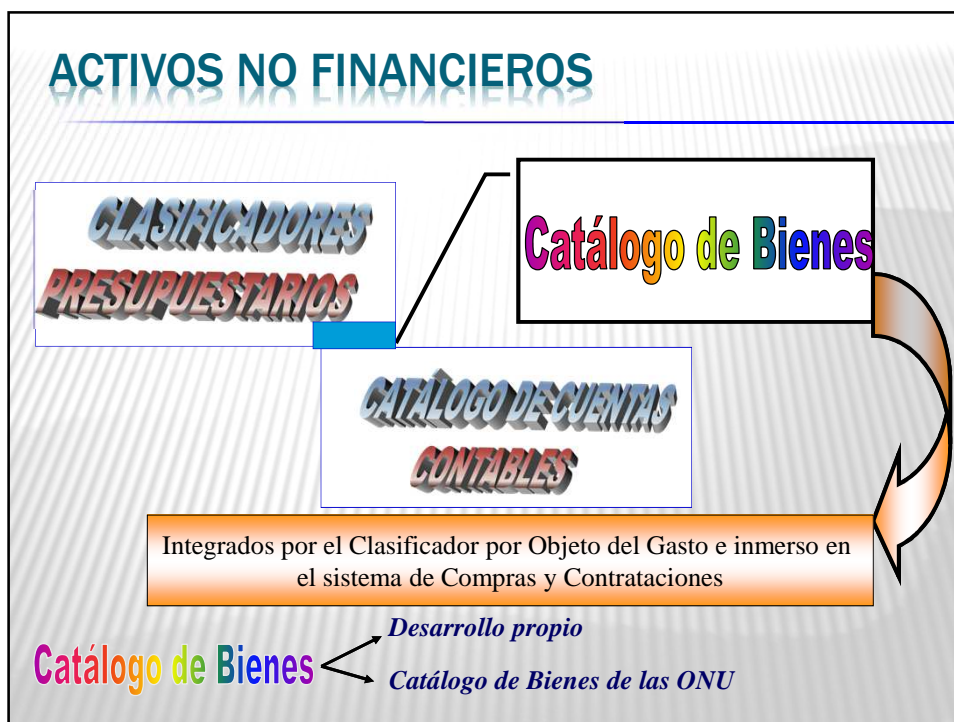 ACTIVOS NO FINANCIEROS
CLASIFICADORES
PRESUPUESTARIOS
Catálogo de Bienes
CATÁLOGO DE CUENTAS
CONTABLES
Integrados por el Clasificador por Objeto del Gasto e inmerso en
el sistema de Compras y Contrataciones
Desarrollo propio
Catálogo de Bienes
Catálogo de Bienes de las ONU